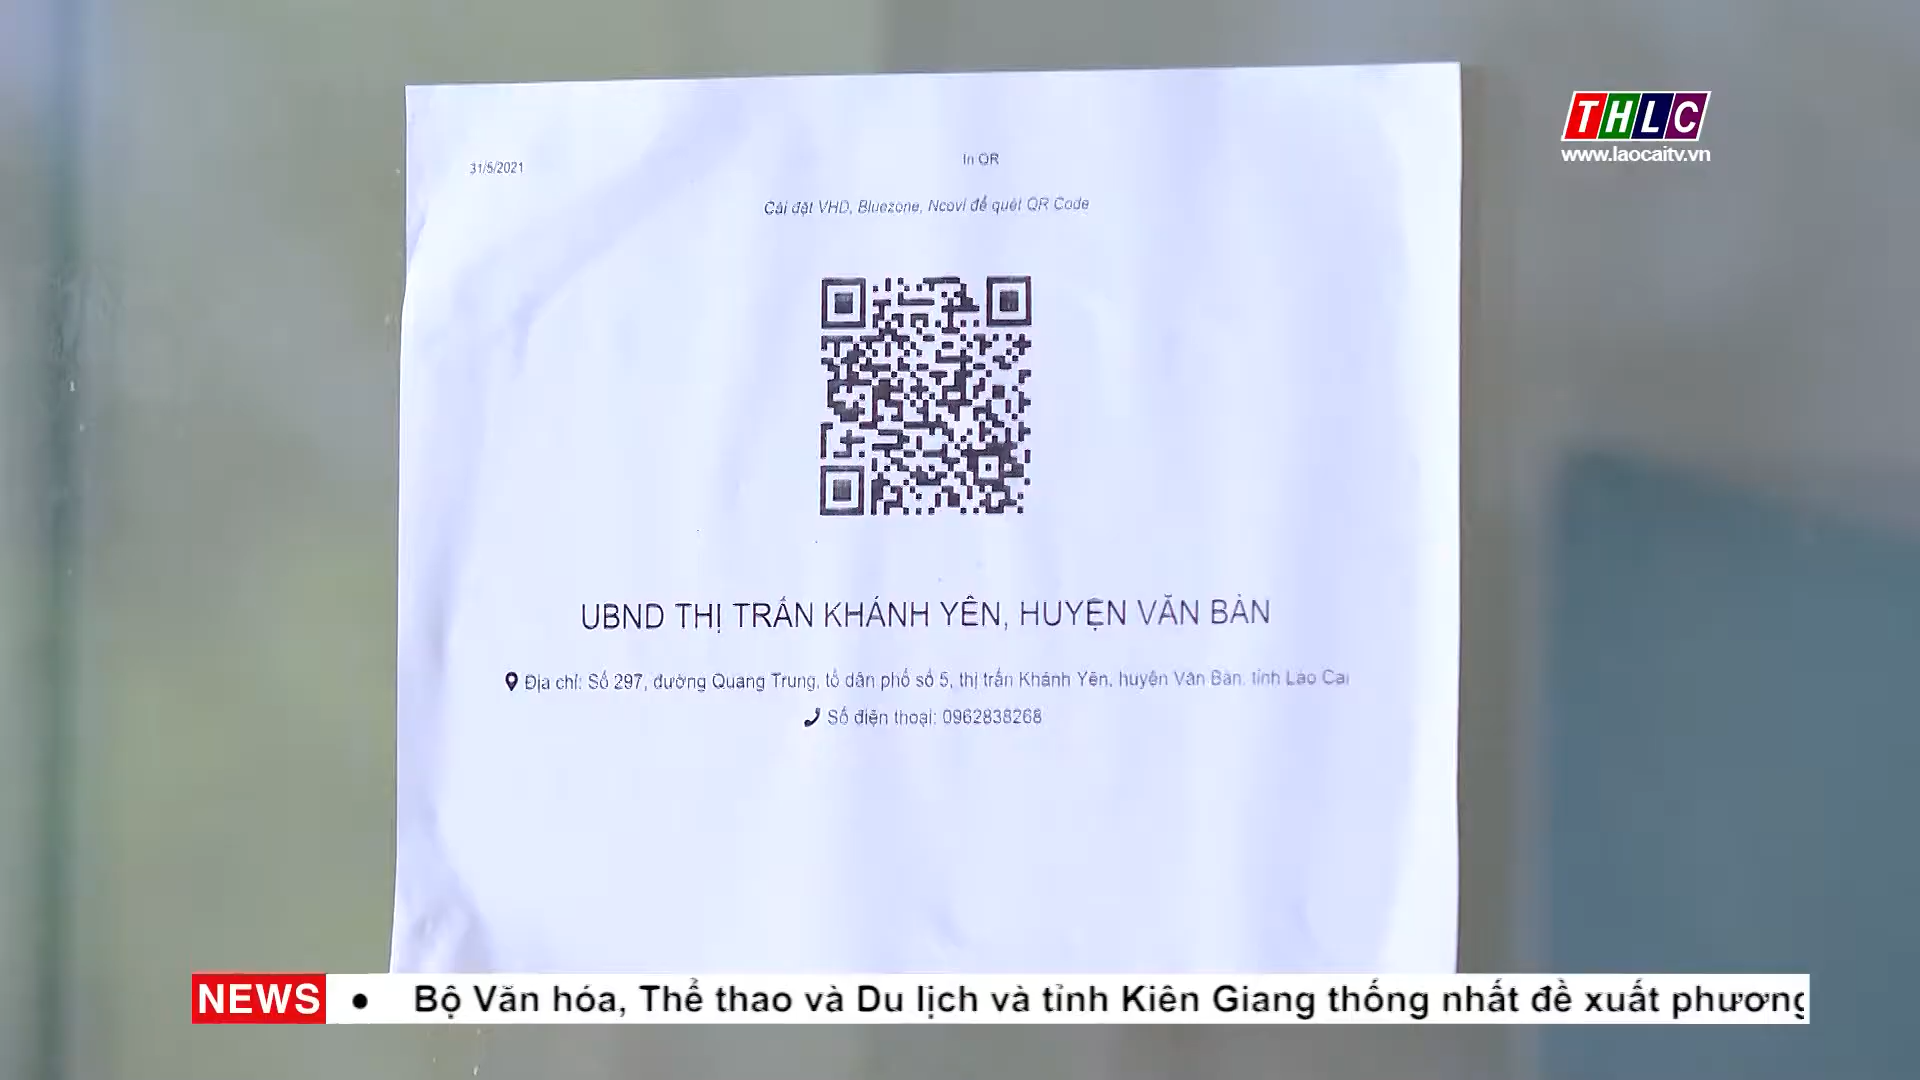 THLC
www.laocaitv.vn
31/5/2021
In QR
Cài đặt VHD, Bluezone, Ncovi để quét QR Code
UBND THỊ TRẤN KHÁNH YÊN, HUYỆN VĂN BÀN
Địa chỉ: Số 297, đường Quang Trung, tổ dân phố số 5, thị trấn Khánh Yên, huyện Văn Bàn, tỉnh Lào Cai
Số điện thoại: 0962838268
NEWS • Bộ Văn hóa, Thể thao và Du lịch và tỉnh Kiên Giang thống nhất đề xuất phương